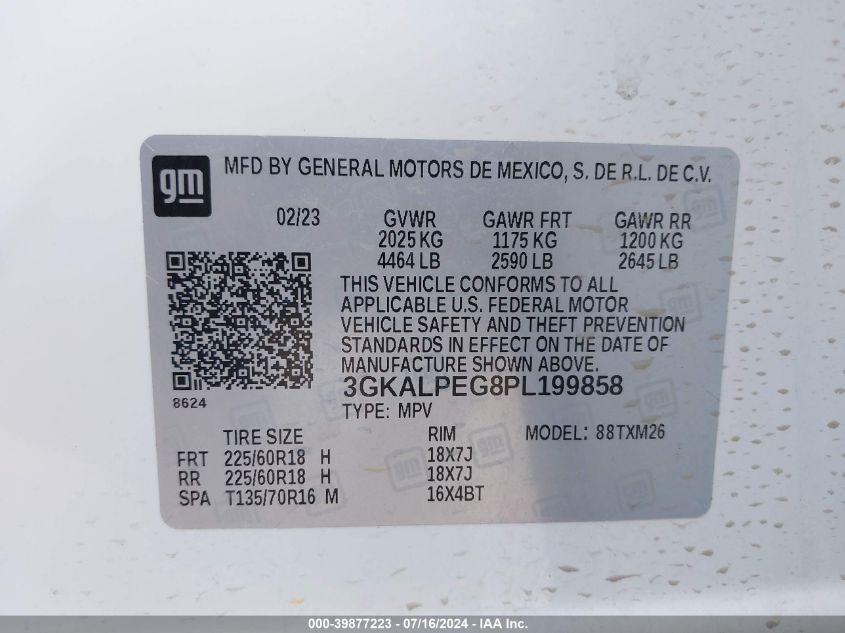 gm
MFD BY GENERAL MOTORS DE MEXICO, S. DE R.L. DE C.V.
02/23 GVWR GAWR FRT GAWR RR
2025 KG 1175 KG 1200 KG
4464 LB 2590 LB 2645 LB
THIS VEHICLE CONFORMS TO ALL
APPLICABLE U.S. FEDERAL MOTOR
VEHICLE SAFETY AND THEFT PREVENTION
STANDARDS IN EFFECT ON THE DATE OF
MANUFACTURE SHOWN ABOVE.
3GKALPEG8PL199858
8624
TYPE: MPV
TIRE SIZE RIM MODEL: 88TXM26
FRT 225/60R18 H 18X7J
RR 225/60R18 H 18X7J
SPA T135/70R16 M 16X4BT
000-39877223 - 07/16/2024 - IAA Inc.